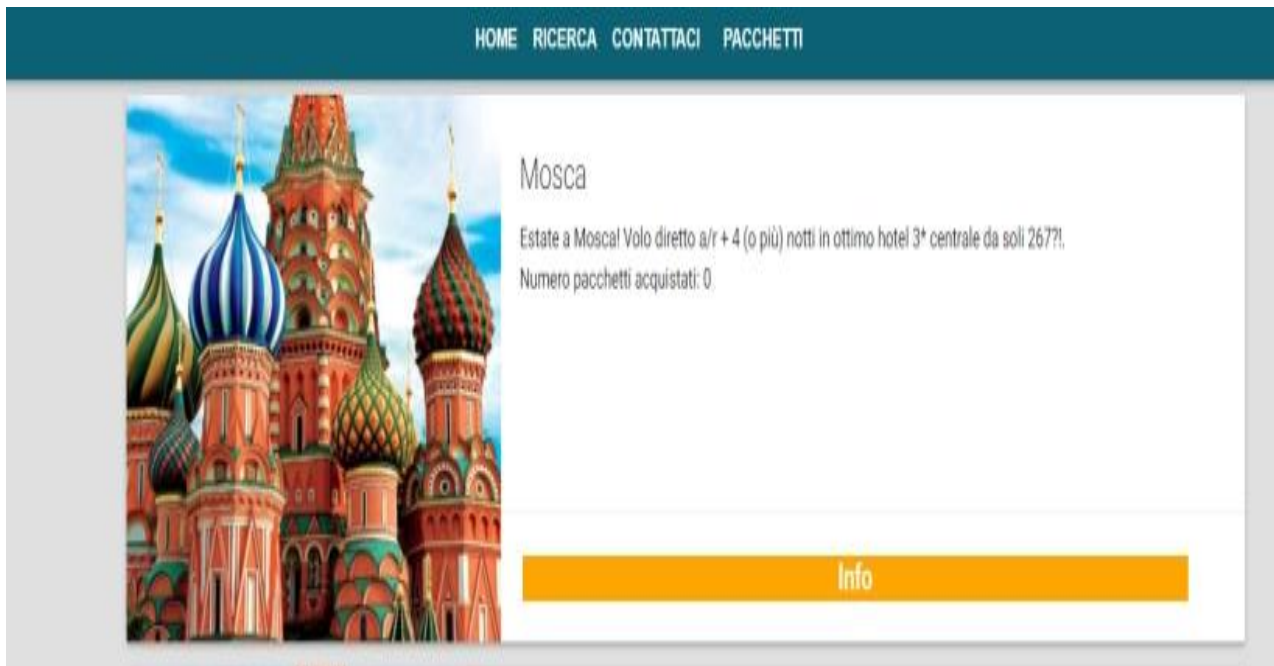 HOME RICERCA CONTATTACI PACCHETTI
Mosca
Estate a Mosca! Volo diretto a/r + 4 (o più) notti in ottimo hotel 3* centrale da soli 267?!.
Numero pacchetti acquistati: 0
Info